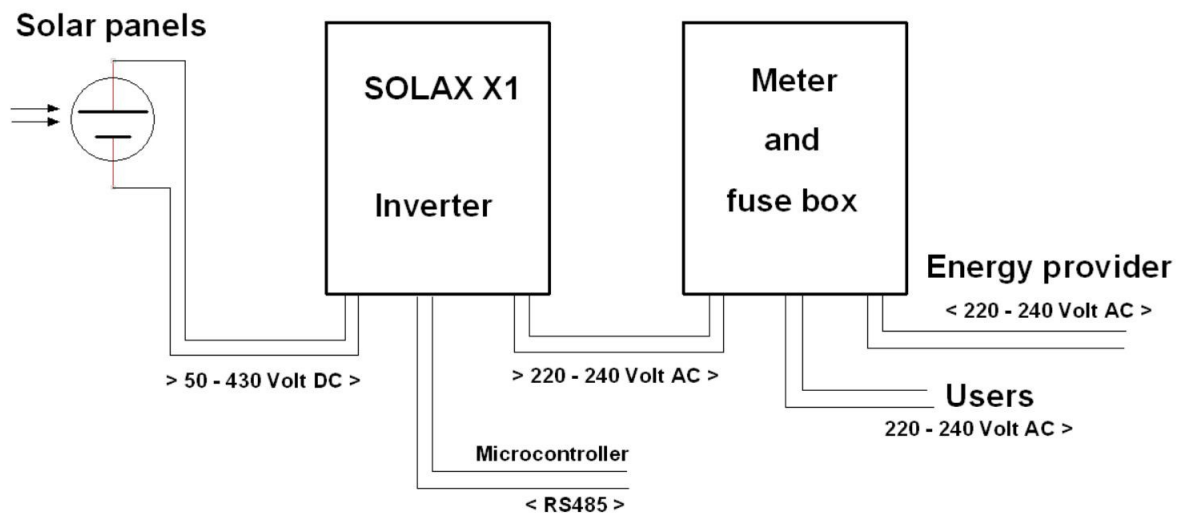 Solar panels
SOLAX X1
Inverter
Meter
and
fuse box
Energy provider
< 220 - 240 Volt AC >
> 50 - 430 Volt DC >
> 220 - 240 Volt AC >
Users
220 - 240 Volt AC >
Microcontroller
< RS485 >